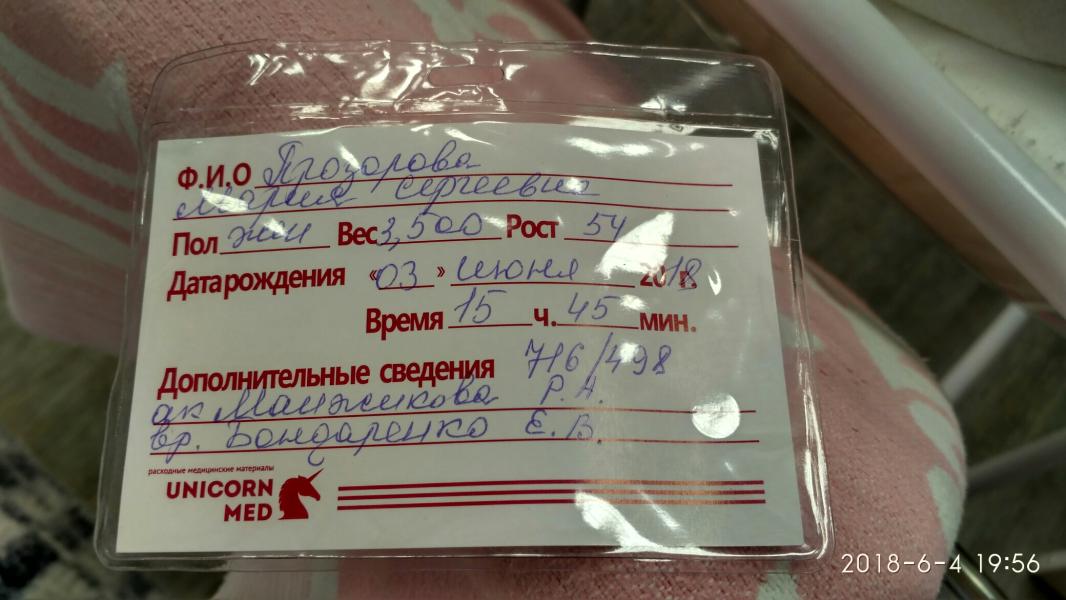 Ф.И.О Прозорова
Мария Сергеевна
Пол жен Вес 3,500 Рост 54
Дата рождения «03» июня 2018 г.
Время 15 ч. 45 мин.
Дополнительные сведения 716/498
ак Манжикова Р.А.
вр. Бондаренко Е.В.
расходные медицинские материалы
UNICORN
MED
2018-6-4 19:56